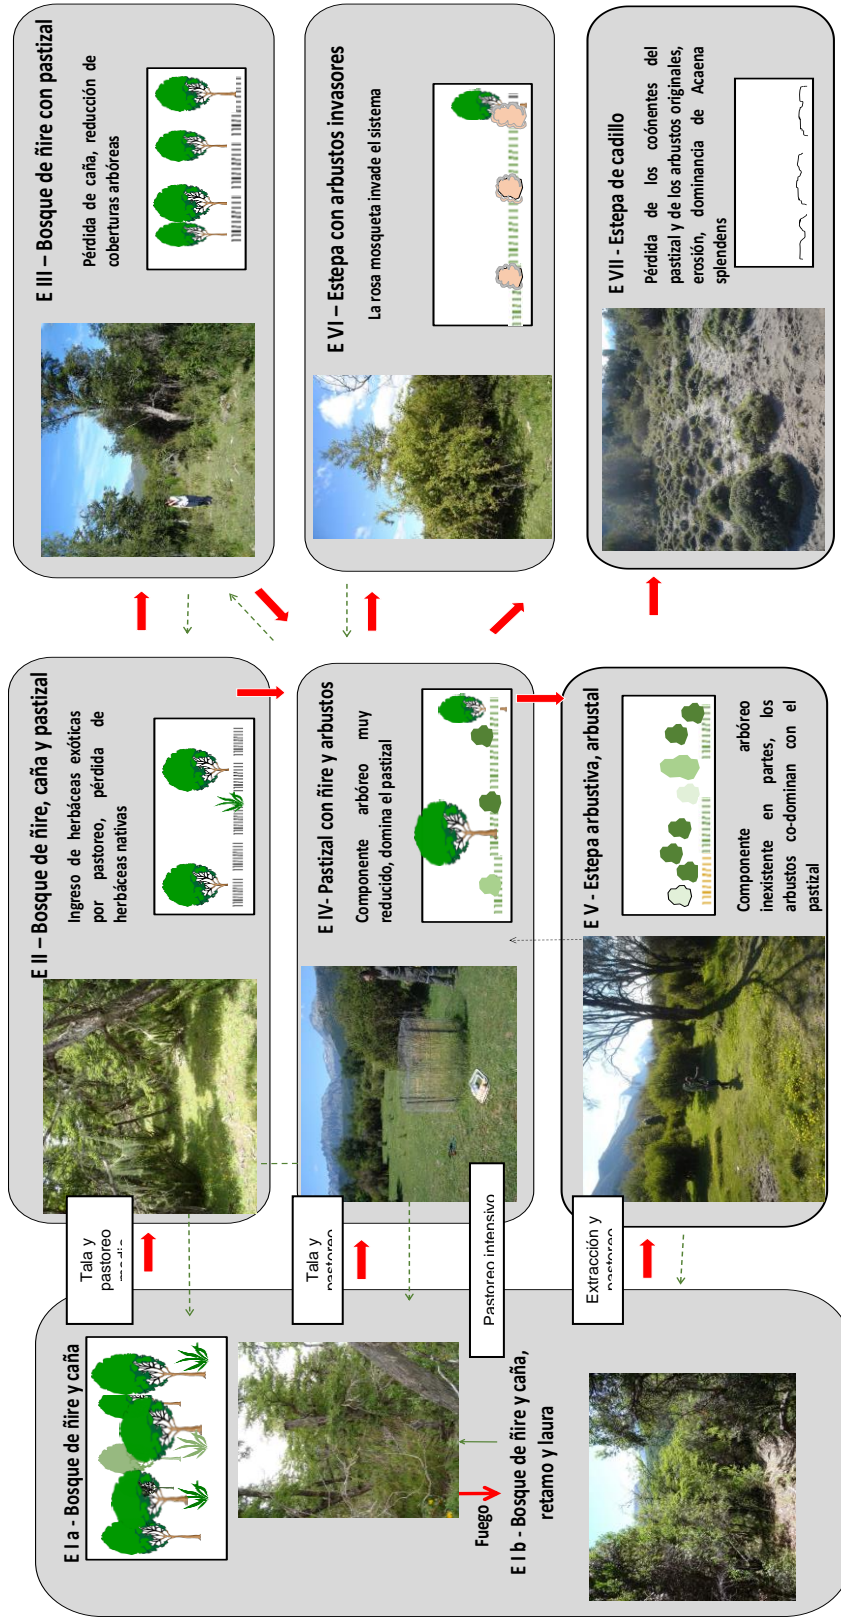 E I a - Bosque de ñire y caña
Fuego
E I b - Bosque de ñire y caña,
retamo y laura
Tala y
pastoreo
Tala y
pastoreo
Pastoreo intensivo
Extracción y
pastoreo
E II – Bosque de ñire, caña y pastizal
Ingreso de herbáceas exóticas
por pastoreo, pérdida de
herbáceas nativas
E IV- Pastizal con ñire y arbustos
Componente arbóreo muy
reducido, domina el pastizal
E V - Estepa arbustiva, arbustal
Componente arbóreo
inexistente en partes, los
arbustos co-dominan con el
pastizal
E III – Bosque de ñire con pastizal
Pérdida de caña, reducción de
coberturas arbóreas
E VI – Estepa con arbustos invasores
La rosa mosqueta invade el sistema
E VII - Estepa de cadillo
Pérdida de los coónentes del
pastizal y de los arbustos originales,
erosión, dominancia de Acaena
splendens